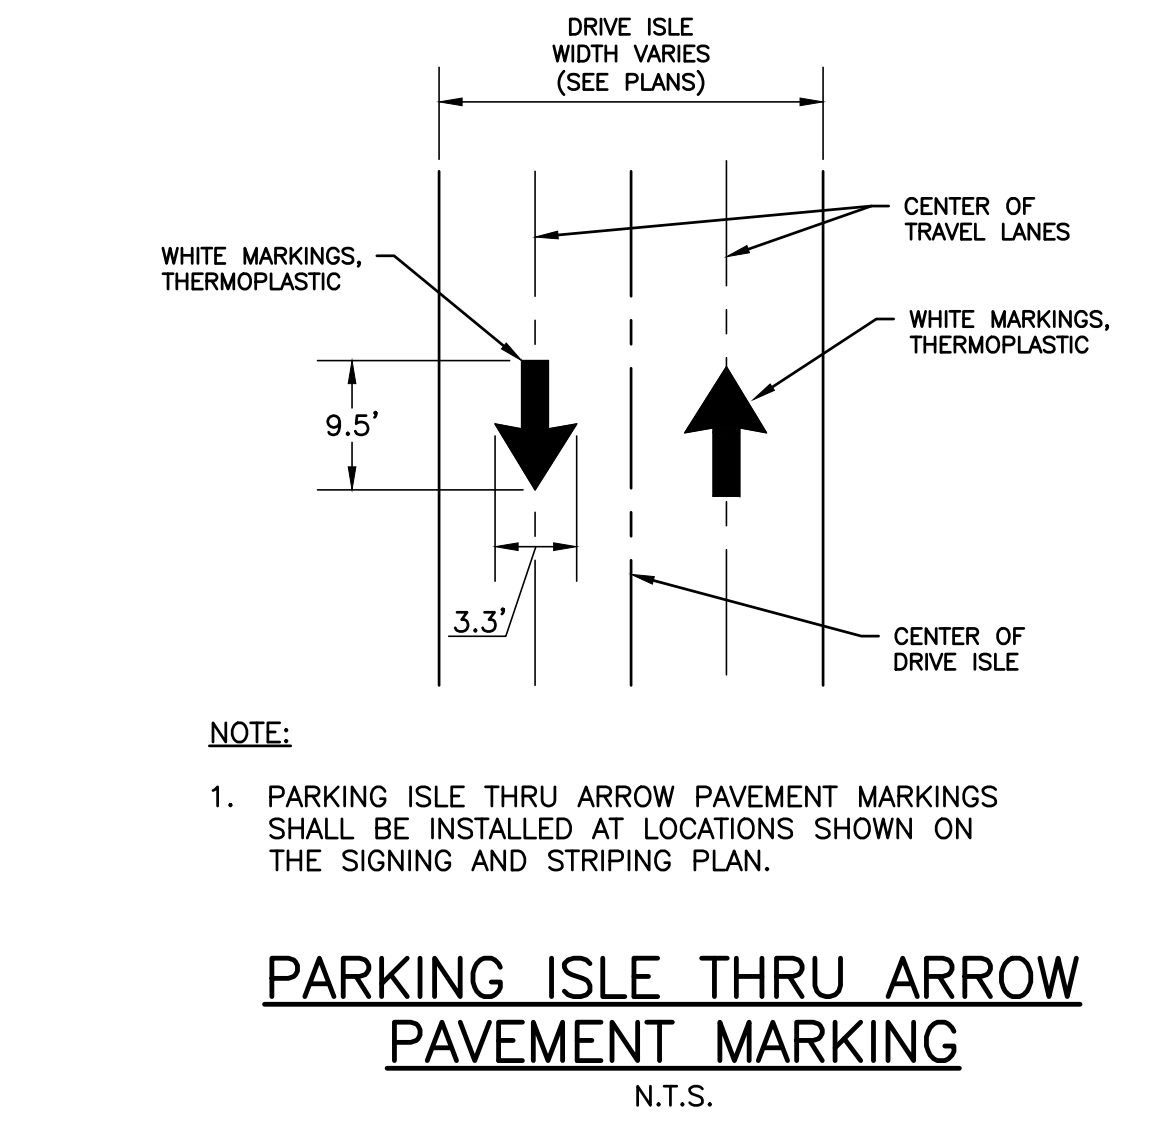 DRIVE ISLE
WIDTH VARIES
(SEE PLANS)
CENTER OF
TRAVEL LANES
WHITE MARKINGS,
THERMOPLASTIC
WHITE MARKINGS,
THERMOPLASTIC
9.5'
3.3'
CENTER OF
DRIVE ISLE
NOTE:
1. PARKING ISLE THRU ARROW PAVEMENT MARKINGS
SHALL BE INSTALLED AT LOCATIONS SHOWN ON
THE SIGNING AND STRIPING PLAN.
PARKING ISLE THRU ARROW
PAVEMENT MARKING
N.T.S.